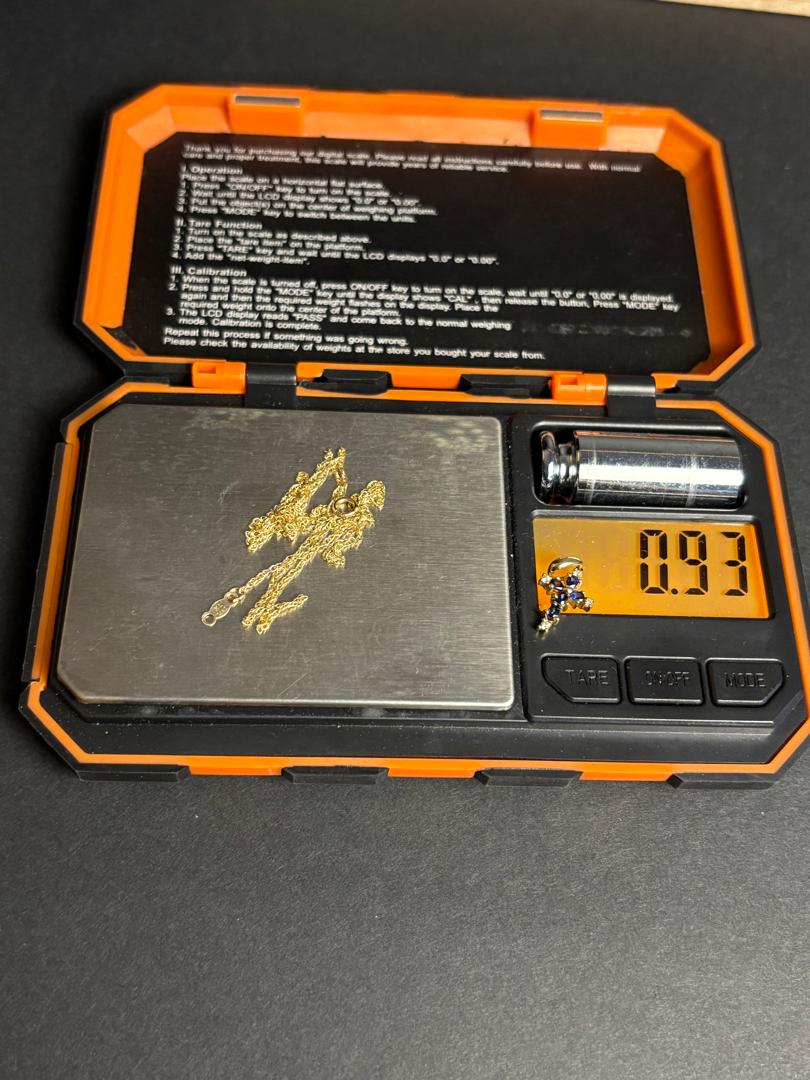 Thank you for purchasing our digital scale. Please read all instructions carefully before use. With normal
care and proper treatment, this scale will provide years of reliable service.
I. Operation
Place the scale on a horizontal flat surface.
1. Press "ON/OFF" key to turn on the scale.
2. Wait until the LCD display shows "0.0" or "0.00".
3. Put the object(s) on the center of weighing platform.
4. Press "MODE" key to switch between the units.
II. Tare Function
1. Turn on the scale as described above.
2. Place the "tare item" on the platform.
3. Press "TARE" key and wait until the LCD displays "0.0" or "0.00".
4. Add the "net-weight-item".
III. Calibration
1. When the scale is turned off, press ON/OFF key to turn on the scale, wait until "0.0" or "0.00" is displayed.
2. Press and hold the "MODE" key until the display shows "CAL", then release the button, Press "MODE" key
again and then the required weight flashes on the display. Place the
required weight onto the center of the platform.
3. The LCD display reads "PASS" and come back to the normal weighing
mode. Calibration is complete.
Repeat this process if something was going wrong.
Please check the availability of weights at the store you bought your scale from.
0.93
TARE ON/OFF MODE